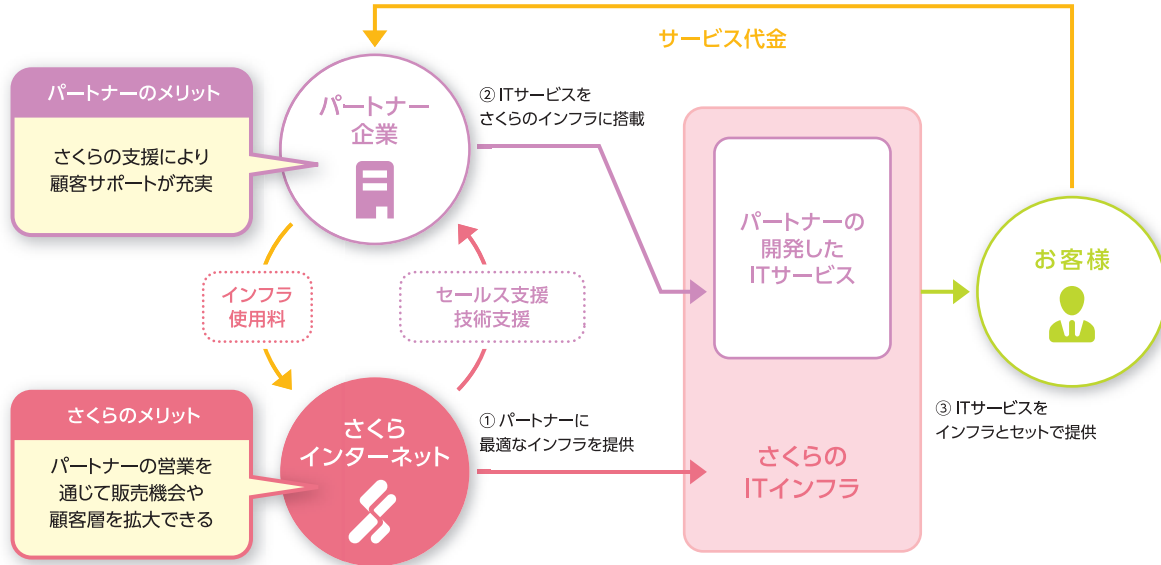 サービス代金
パートナーのメリット
さくらの支援により
顧客サポートが充実
パートナー
企業
② ITサービスを
さくらのインフラに搭載
パートナーの
開発した
ITサービス
お客様
インフラ
使用料
セールス支援
技術支援
さくらのメリット
パートナーの営業を
通じて販売機会や
顧客層を拡大できる
さくら
インターネット
① パートナーに
最適なインフラを提供
さくらの
ITインフラ
③ ITサービスを
インフラとセットで提供